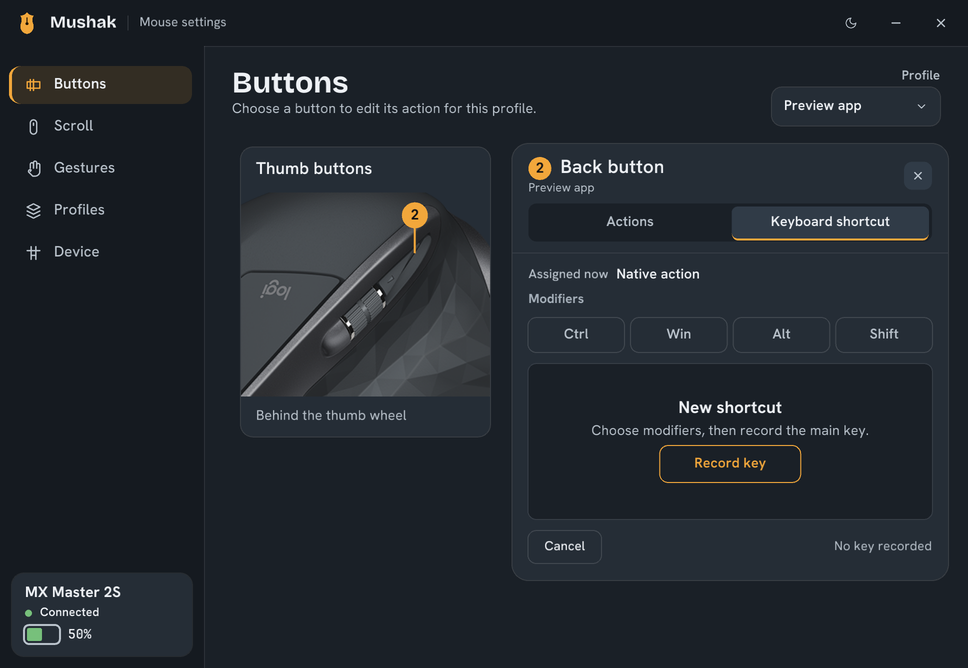 Mushak
Mouse settings
Buttons
Scroll
Gestures
Profiles
Device
MX Master 2S
Connected
50%
Buttons
Choose a button to edit its action for this profile.
Profile
Preview app
Thumb buttons
2
logi
Behind the thumb wheel
2 Back button
Preview app
Actions
Keyboard shortcut
Assigned now Native action
Modifiers
Ctrl
Win
Alt
Shift
New shortcut
Choose modifiers, then record the main key.
Record key
Cancel
No key recorded